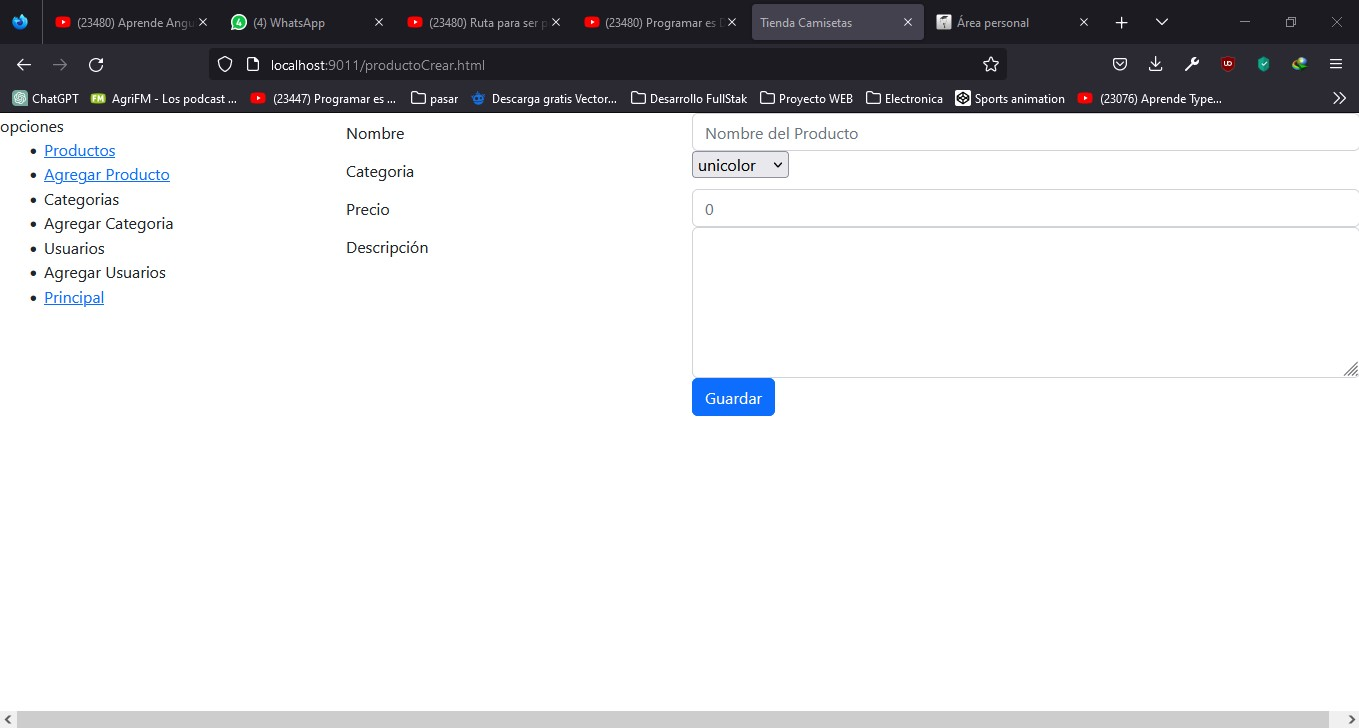 (23480) Aprende Angu
(4) WhatsApp
(23480) Ruta para ser p
(23480) Programar es D
Tienda Camisetas
Área personal
localhost:9011/productoCrear.html
ChatGPT
FM AgriFM - Los podcast ...
(23447) Programar es ...
pasar
Descarga gratis Vector...
Desarrollo FullStak
Proyecto WEB
Electronica
Sports animation
(23076) Aprende Type...
opciones
Productos
Agregar Producto
Categorias
Agregar Categoria
Usuarios
Agregar Usuarios
Principal
Nombre
Nombre del Producto
Categoria
unicolor
Precio
0
Descripción
Guardar